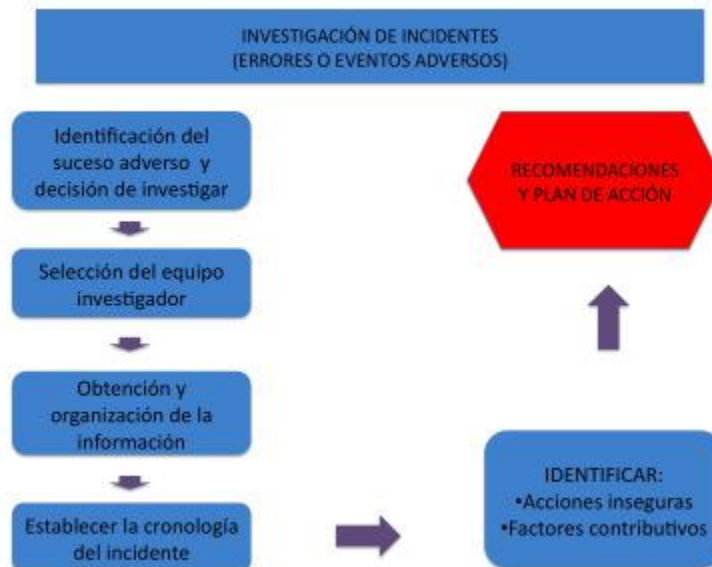 INVESTIGACIÓN DE INCIDENTES
(ERRORES O EVENTOS ADVERSOS)
Identificación del
suceso adverso y
decisión de investigar
Selección del equipo
investigador
Obtención y
organización de la
información
Establecer la cronología
del incidente
IDENTIFICAR:
•Acciones inseguras
•Factores contributivos
RECOMENDACIONES
Y PLAN DE ACCIÓN